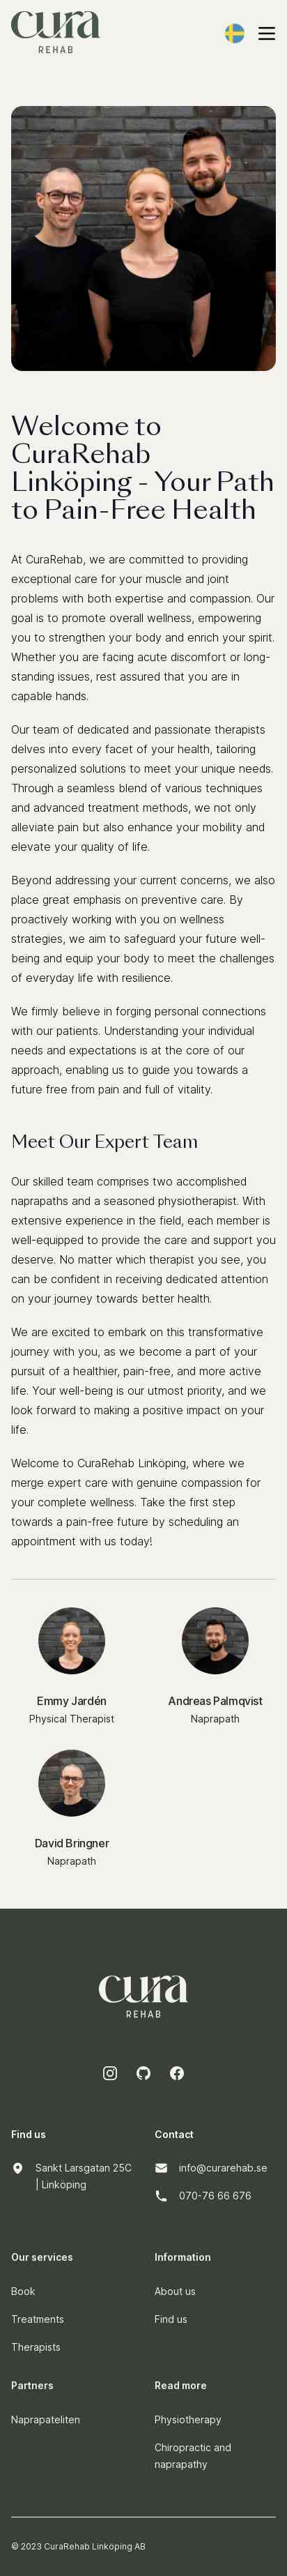 cura
REHAB
Welcome to
CuraRehab
Linköping - Your Path
to Pain-Free Health
At CuraRehab, we are committed to providing
exceptional care for your muscle and joint
problems with both expertise and compassion. Our
goal is to promote overall wellness, empowering
you to strengthen your body and enrich your spirit.
Whether you are facing acute discomfort or long-
standing issues, rest assured that you are in
capable hands.
Our team of dedicated and passionate therapists
delves into every facet of your health, tailoring
personalized solutions to meet your unique needs.
Through a seamless blend of various techniques
and advanced treatment methods, we not only
alleviate pain but also enhance your mobility and
elevate your quality of life.
Beyond addressing your current concerns, we also
place great emphasis on preventive care. By
proactively working with you on wellness
strategies, we aim to safeguard your future well-
being and equip your body to meet the challenges
of everyday life with resilience.
We firmly believe in forging personal connections
with our patients. Understanding your individual
needs and expectations is at the core of our
approach, enabling us to guide you towards a
future free from pain and full of vitality.
Meet Our Expert Team
Our skilled team comprises two accomplished
naprapaths and a seasoned physiotherapist. With
extensive experience in the field, each member is
well-equipped to provide the care and support you
deserve. No matter which therapist you see, you
can be confident in receiving dedicated attention
on your journey towards better health.
We are excited to embark on this transformative
journey with you, as we become a part of your
pursuit of a healthier, pain-free, and more active
life. Your well-being is our utmost priority, and we
look forward to making a positive impact on your
life.
Welcome to CuraRehab Linköping, where we
merge expert care with genuine compassion for
your complete wellness. Take the first step
towards a pain-free future by scheduling an
appointment with us today!
Emmy Jardén
Physical Therapist
Andreas Palmqvist
Naprapath
David Bringner
Naprapath
cura
REHAB
Find us
Sankt Larsgatan 25C
| Linköping
Contact
info@curarehab.se
070-76 66 676
Our services
Book
Treatments
Therapists
Information
About us
Find us
Partners
Naprapateliten
Read more
Physiotherapy
Chiropractic and
naprapathy
© 2023 CuraRehab Linköping AB